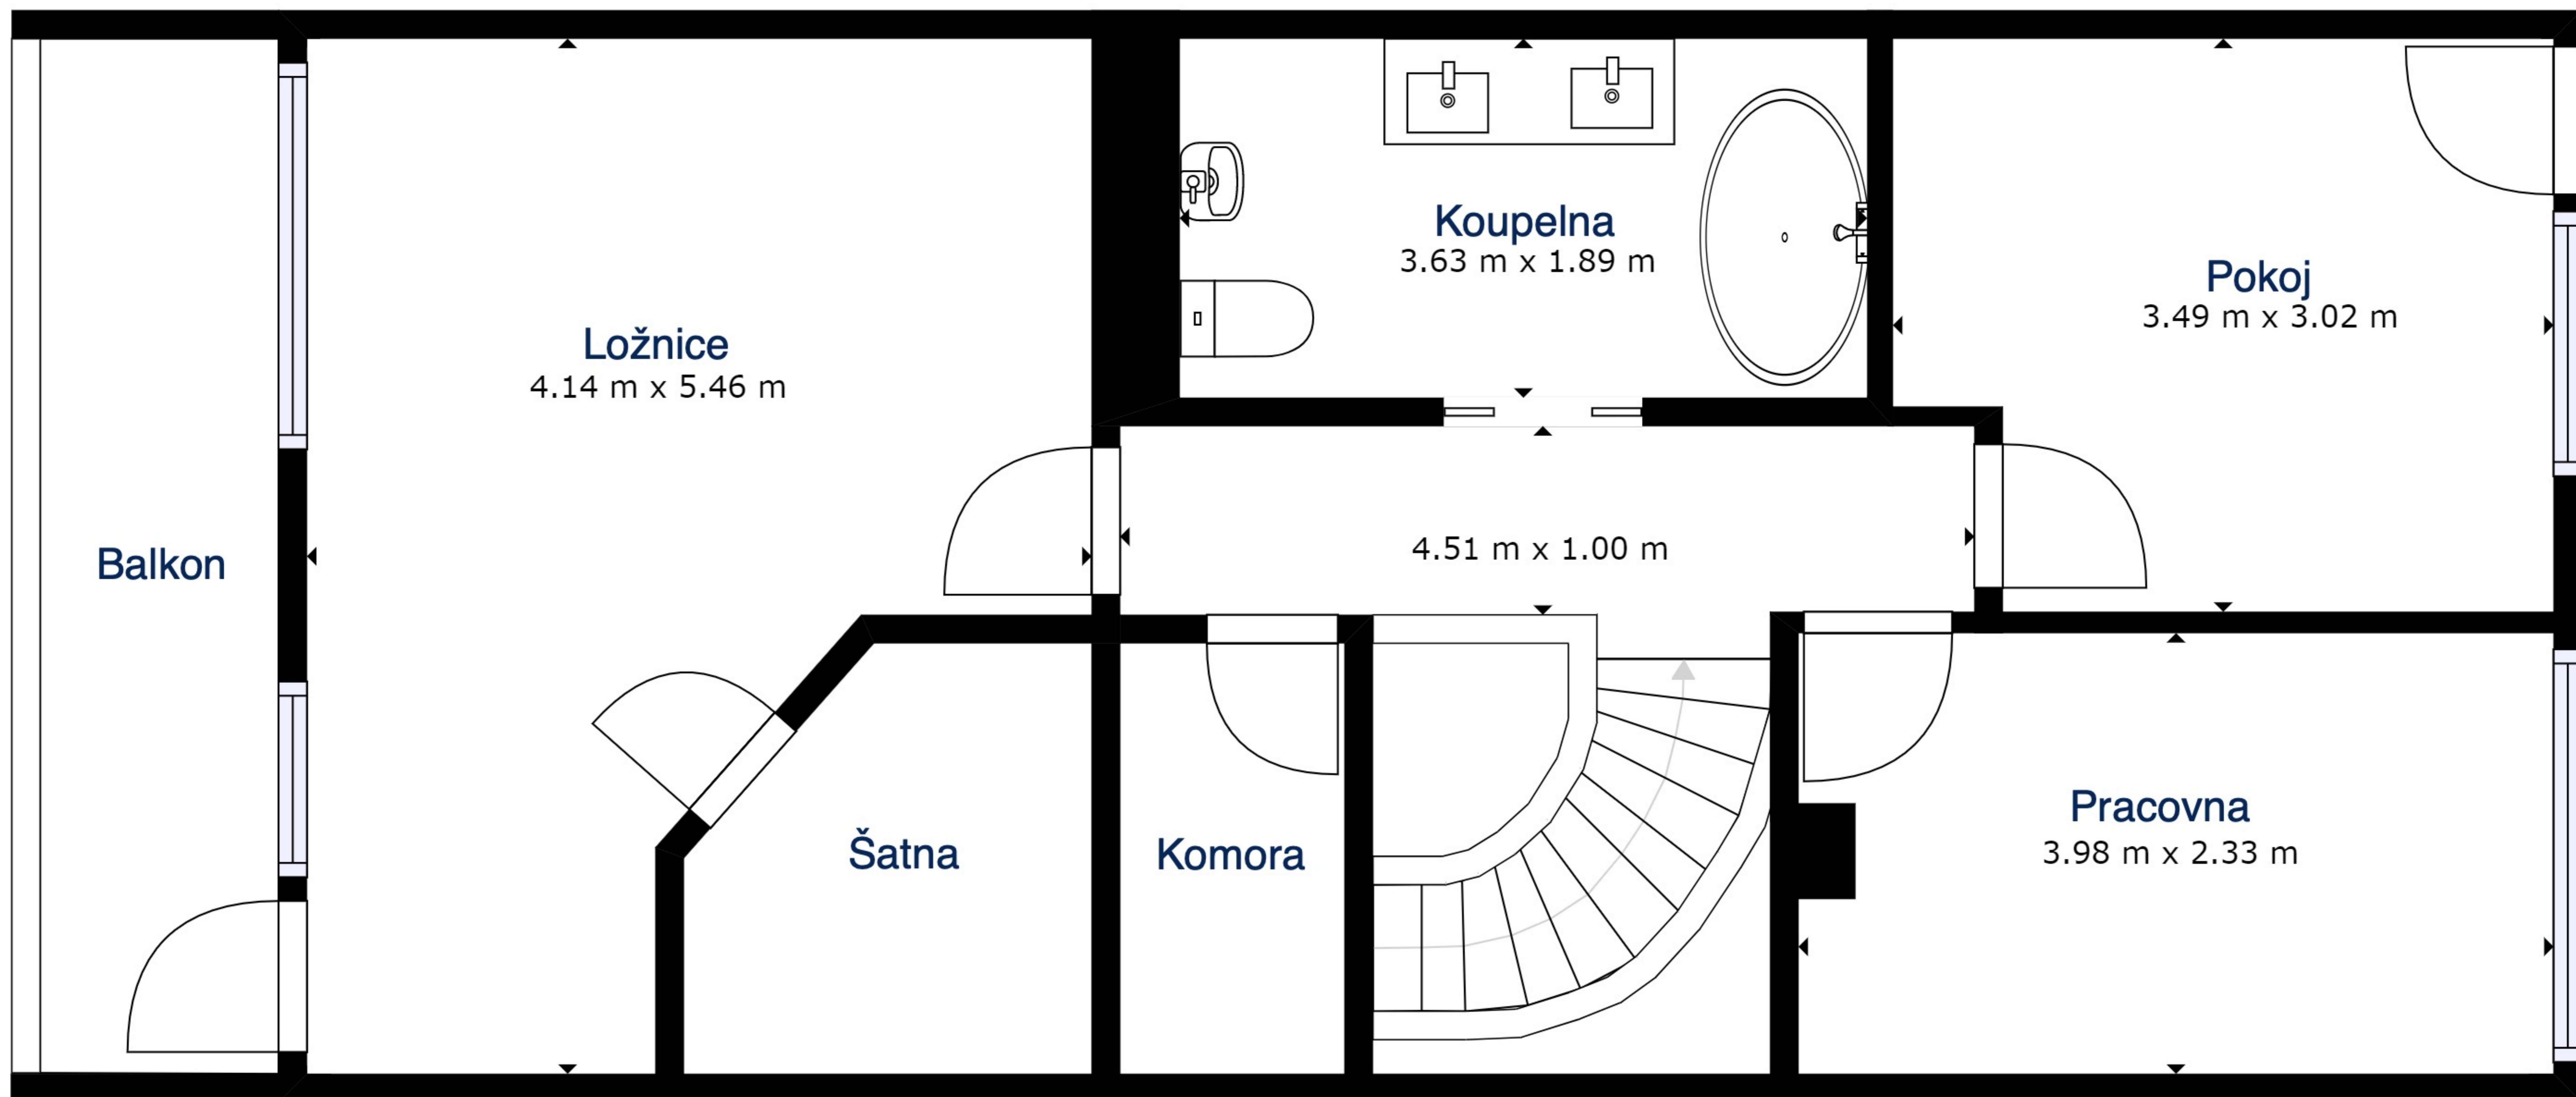 Koupelna
3.63 m x 1.89 m
Pokoj
3.49 m x 3.02 m
Ložnice
4.14 m x 5.46 m
Balkon
4.51 m x 1.00 m
Pracovna
3.98 m x 2.33 m
Šatna
Komora